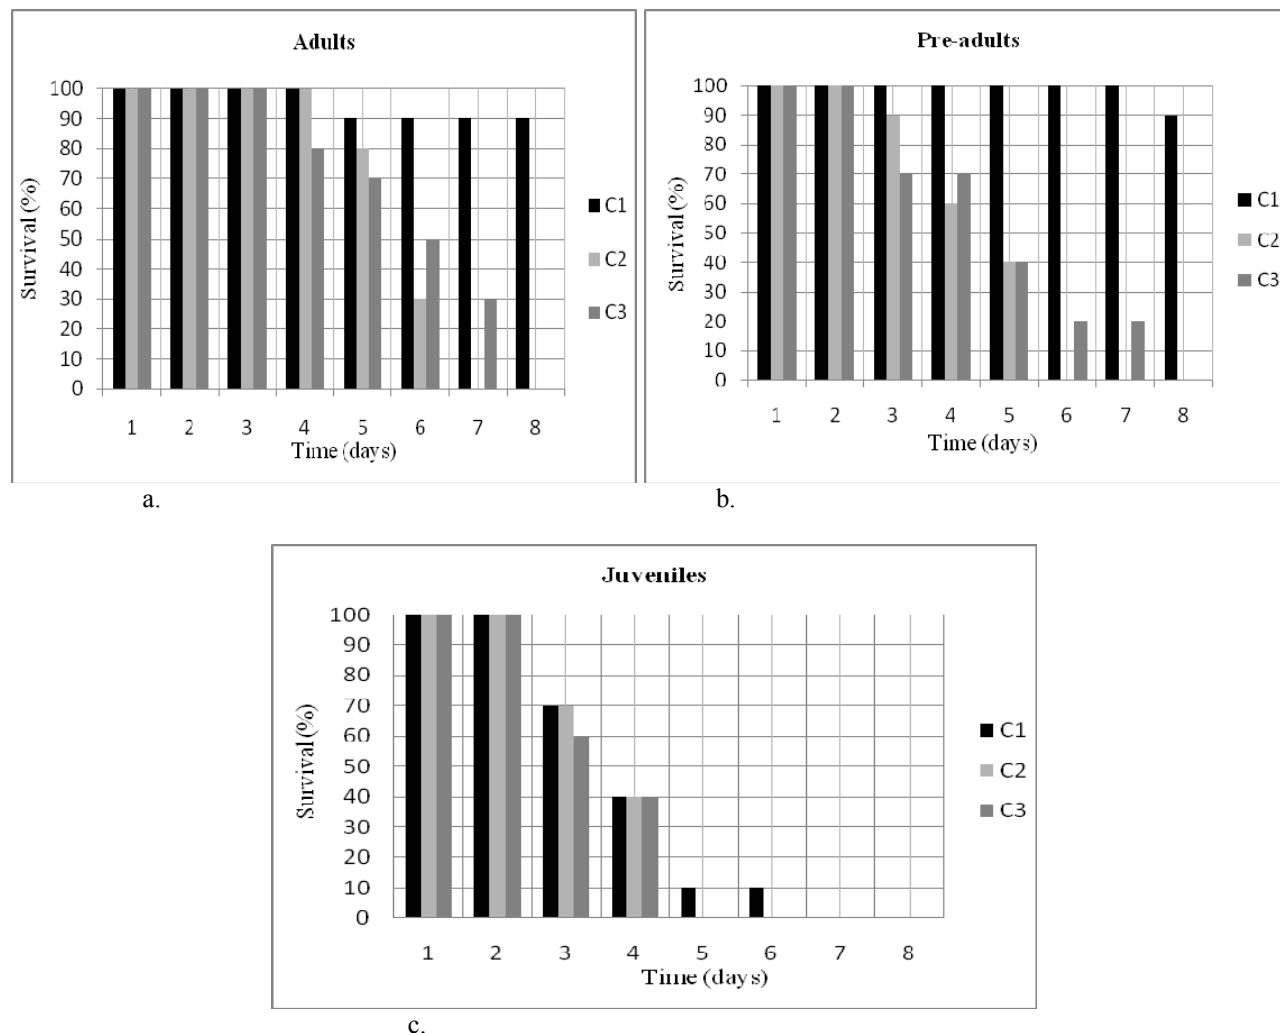 Adults
100
90
80
70
60
50
40
30
20
10
0
Survival (%)
1 2 3 4 5 6 7 8
Time (days)
C1
C2
C3
a.
Pre-adults
100
90
80
70
60
50
40
30
20
10
0
Survival (%)
1 2 3 4 5 6 7 8
Time (days)
C1
C2
C3
b.
Juveniles
100
90
80
70
60
50
40
30
20
10
0
Survival (%)
1 2 3 4 5 6 7 8
Time (days)
C1
C2
C3
c.